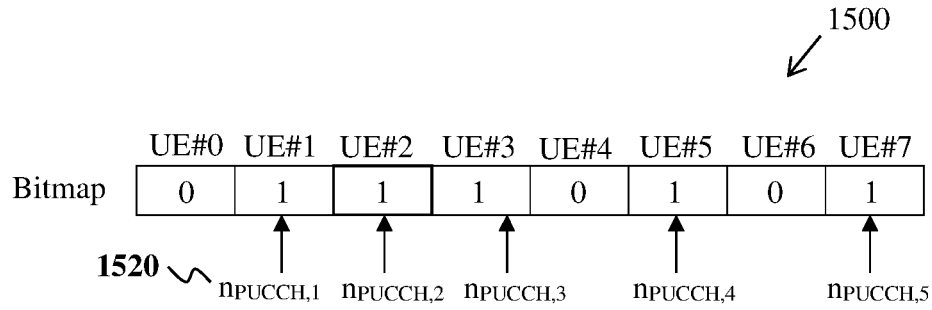 1500
UE#0 UE#1 UE#2 UE#3 UE#4 UE#5 UE#6 UE#7
Bitmap 0 1 1 1 0 1 0 1
1520 nPUCCH,1 nPUCCH,2 nPUCCH,3 nPUCCH,4 nPUCCH,5